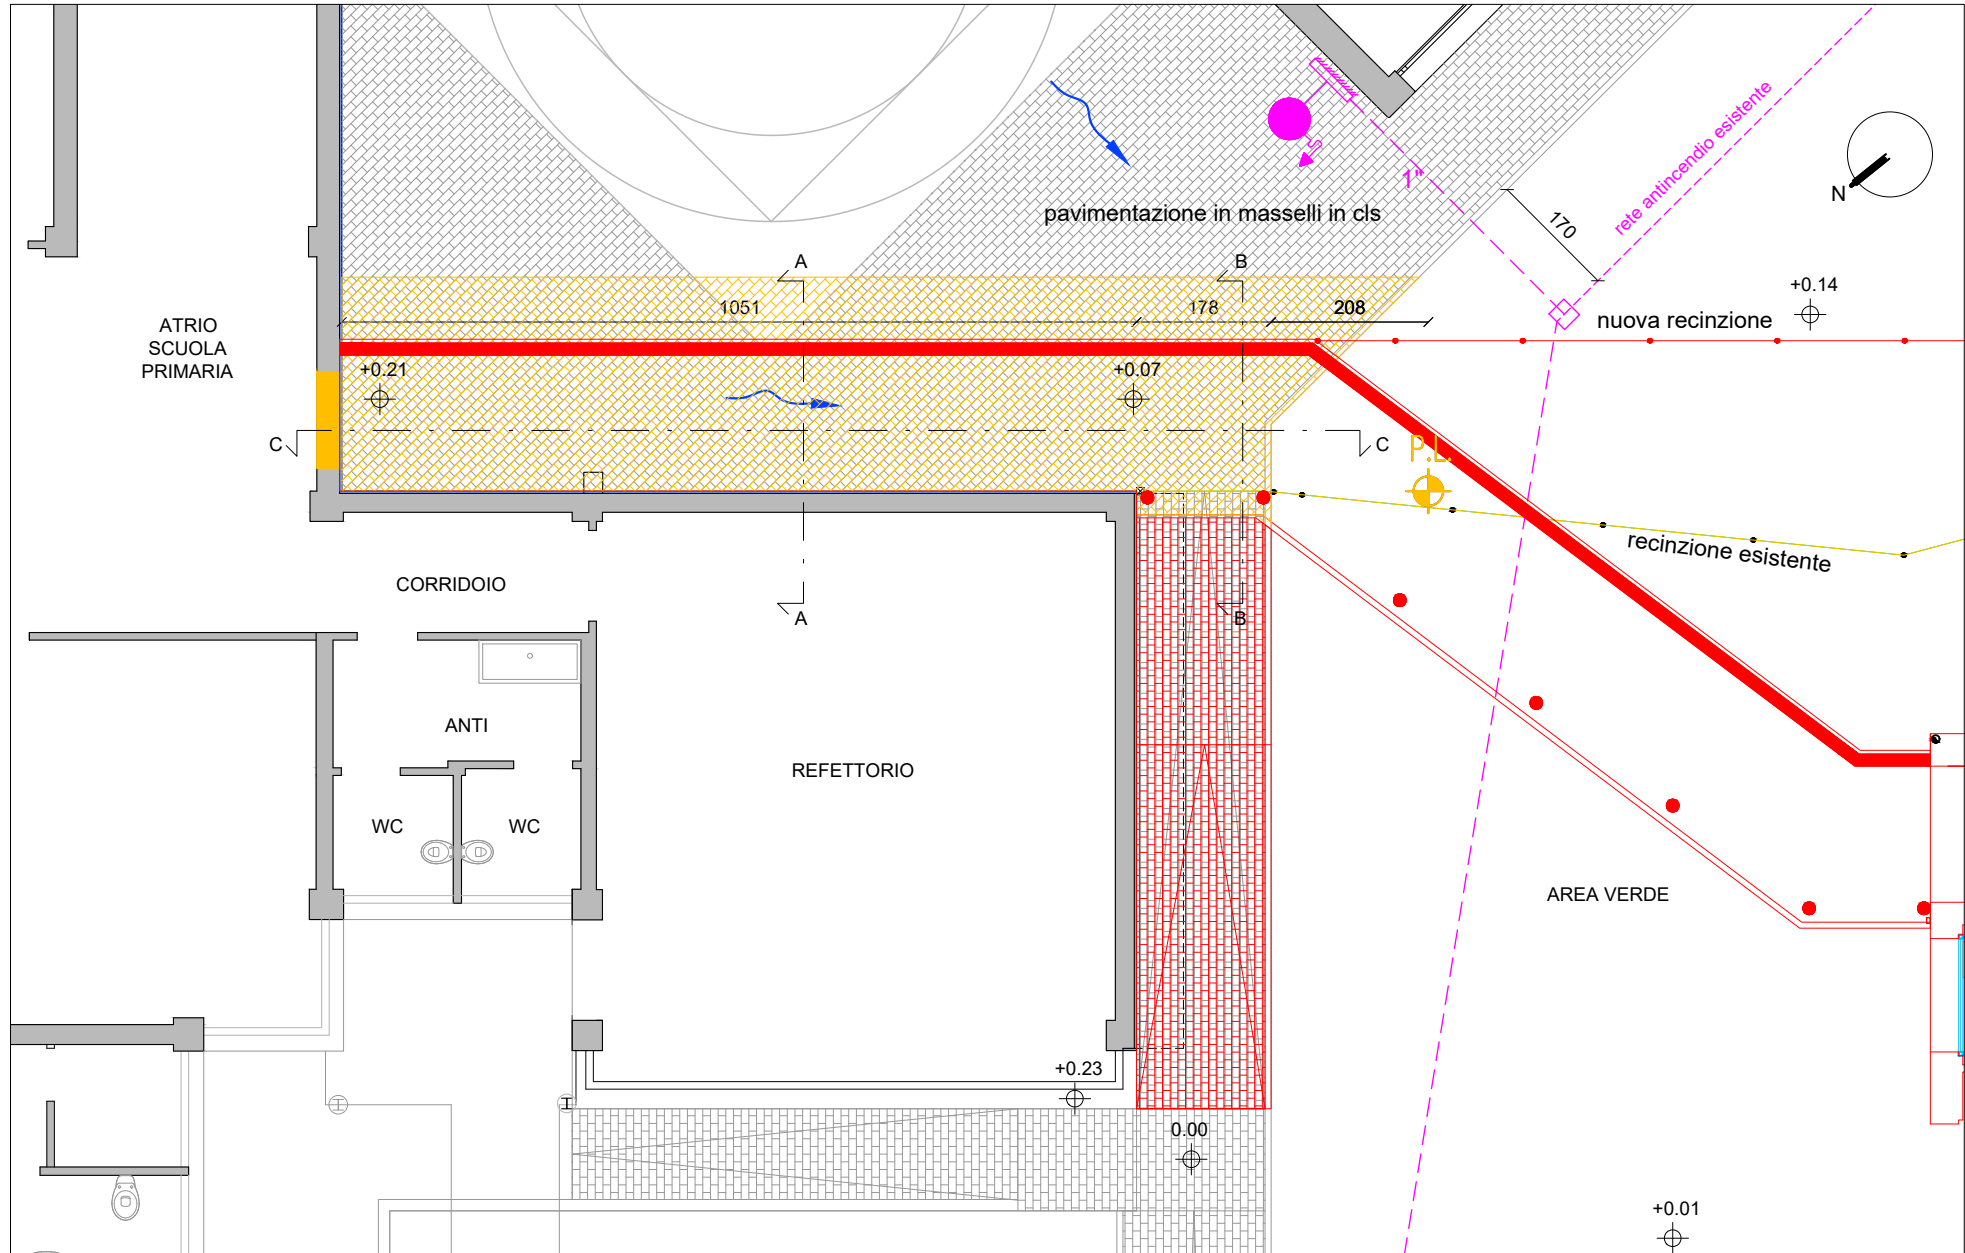 rete antincendio esistente
1"
N
pavimentazione in masselli in cls
170
A
B
+0.14
1051
178
208
nuova recinzione
ATRIO
SCUOLA
PRIMARIA
+0.21
+0.07
C
C
P.L.
recinzione esistente
CORRIDOIO
A
B
ANTI
REFETTORIO
WC
WC
AREA VERDE
+0.23
0.00
+0.01